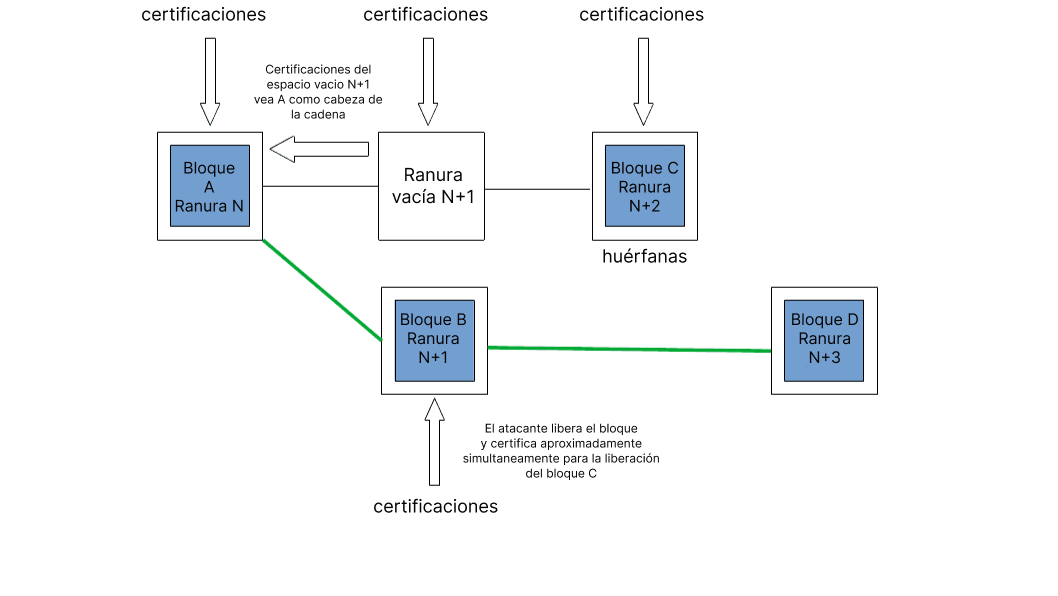 certificaciones
certificaciones
certificaciones
Certificaciones del
espacio vacio N+1
vea A como cabeza de
la cadena
Bloque
A
Ranura N
Ranura
vacía N+1
Bloque C
Ranura
N+2
huérfanas
Bloque B
Ranura
N+1
Bloque D
Ranura
N+3
El atacante libera el bloque
y certifica aproximadamente
simultaneamente para la liberación
del bloque C
certificaciones